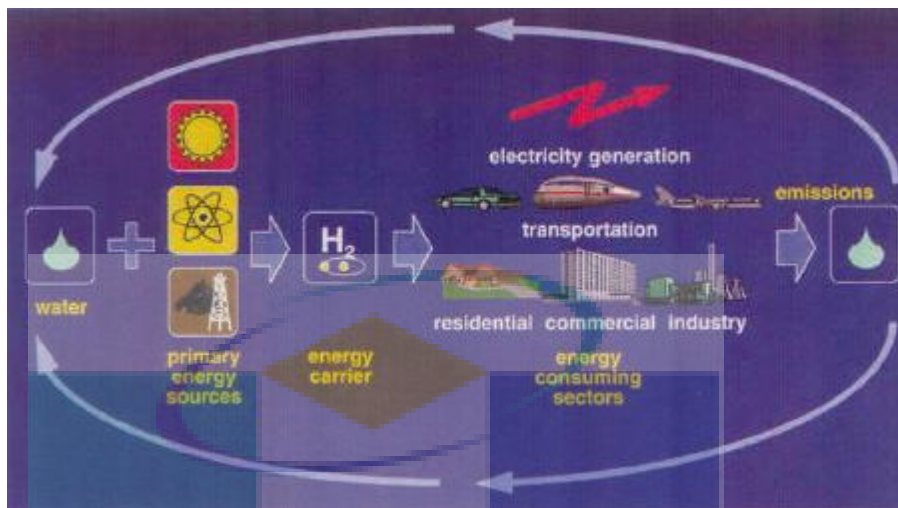 electricity generation
emissions
transportation
H2
water
residential commercial industry
primary
energy
sources
energy
carrier
energy
consuming
sectors